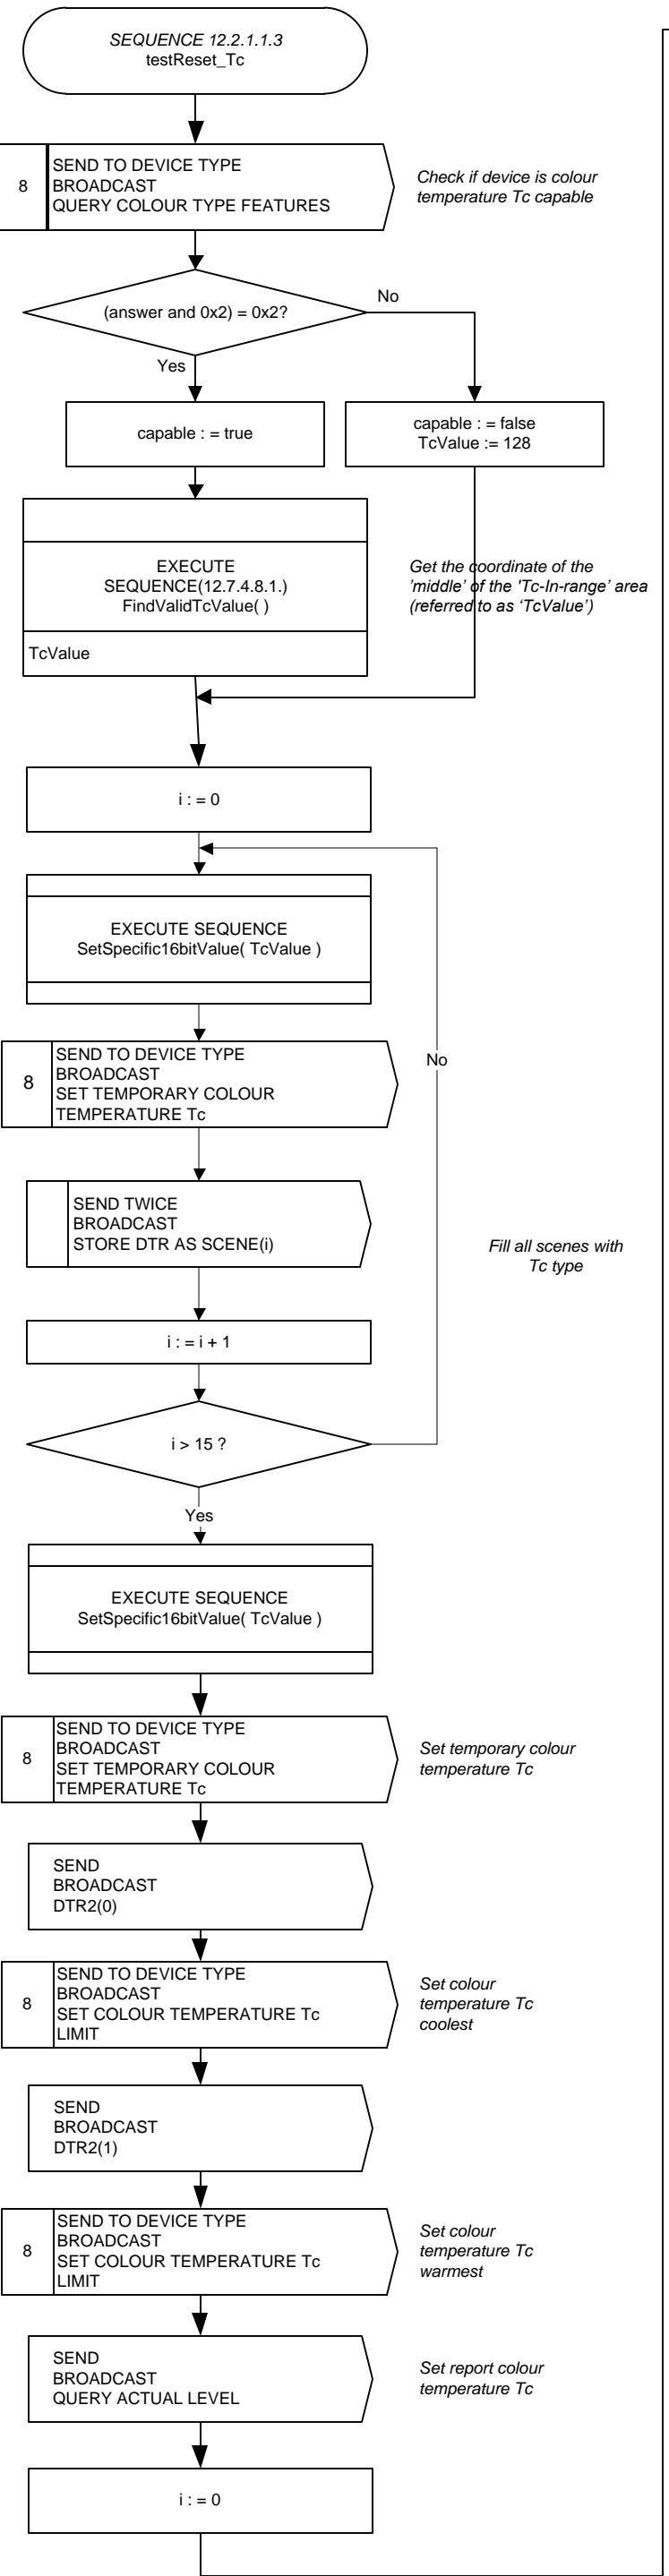 SEQUENCE 12.2.1.1.3
testReset_Tc
8
SEND TO DEVICE TYPE
BROADCAST
QUERY COLOUR TYPE FEATURES
Check if device is colour
temperature Tc capable
(answer and 0x2) = 0x2?
No
Yes
capable : = true
capable : = false
TcValue := 128
EXECUTE
SEQUENCE(12.7.4.8.1.)
FindValidTcValue( )
TcValue
Get the coordinate of the
’middle’ of the 'Tc-In-range’ area
(referred to as ‘TcValue’)
i : = 0
EXECUTE SEQUENCE
SetSpecific16bitValue( TcValue )
8
SEND TO DEVICE TYPE
BROADCAST
SET TEMPORARY COLOUR
TEMPERATURE Tc
No
SEND TWICE
BROADCAST
STORE DTR AS SCENE(i)
Fill all scenes with
Tc type
i : = i + 1
i > 15 ?
Yes
EXECUTE SEQUENCE
SetSpecific16bitValue( TcValue )
8
SEND TO DEVICE TYPE
BROADCAST
SET TEMPORARY COLOUR
TEMPERATURE Tc
Set temporary colour
temperature Tc
SEND
BROADCAST
DTR2(0)
8
SEND TO DEVICE TYPE
BROADCAST
SET COLOUR TEMPERATURE Tc
LIMIT
Set colour
temperature Tc
coolest
SEND
BROADCAST
DTR2(1)
8
SEND TO DEVICE TYPE
BROADCAST
SET COLOUR TEMPERATURE Tc
LIMIT
Set colour
temperature Tc
warmest
SEND
BROADCAST
QUERY ACTUAL LEVEL
Set report colour
temperature Tc
i : = 0